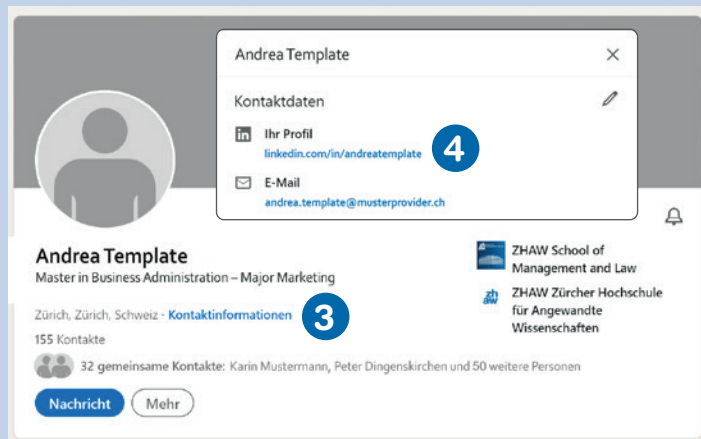 Andrea Template
Kontaktdaten
Ihr Profil
linkedin.com/in/andreatemplate
4
E-Mail
andrea.template@musterprovider.ch
Andrea Template
Master in Business Administration – Major Marketing
Zürich, Zürich, Schweiz · Kontaktinformationen
3
155 Kontakte
32 gemeinsame Kontakte: Karin Mustermann, Peter Dingenskirchen und 50 weitere Personen
Nachricht
Mehr
ZHAW School of
Management and Law
zh
aw
ZHAW Zürcher Hochschule
für Angewandte
Wissenschaften